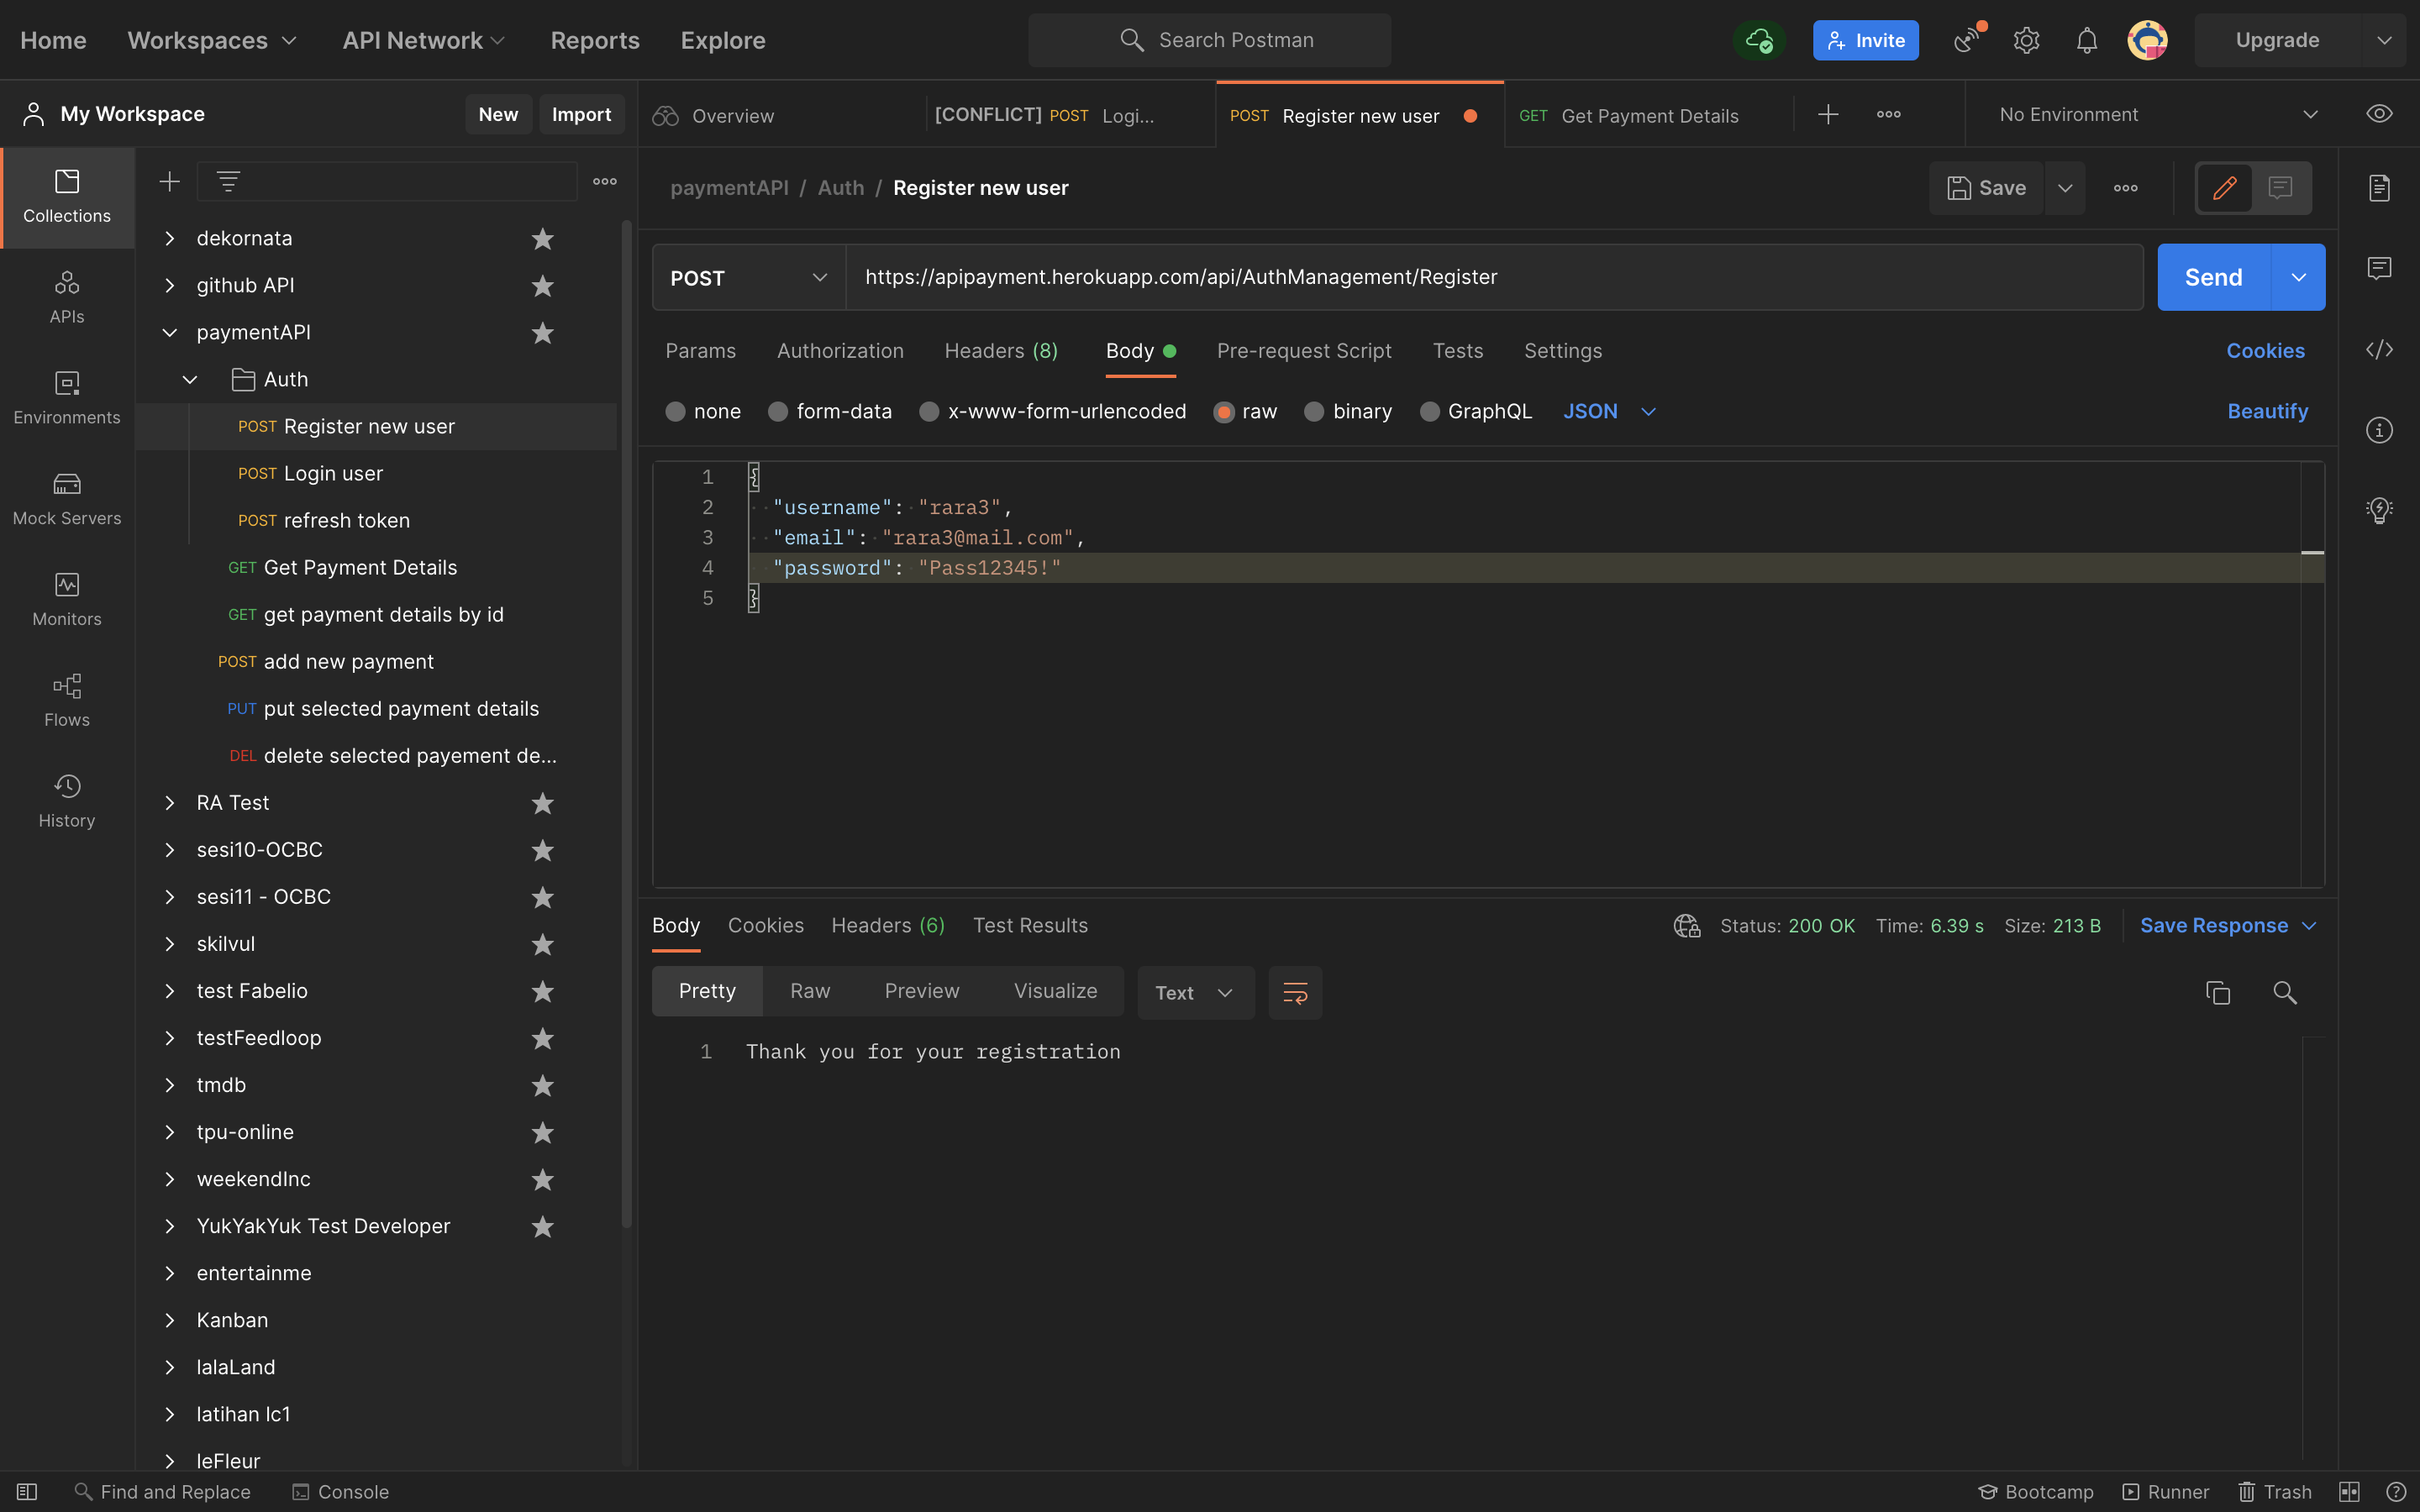 Home Workspaces API Network Reports Explore Search Postman Invite Upgrade
My Workspace New Import
Overview [CONFLICT] POST Logi... POST Register new user GET Get Payment Details No Environment
Collections
APIs
Environments
Mock Servers
Monitors
Flows
History
dekornata
github API
paymentAPI
Auth
POST Register new user
POST Login user
POST refresh token
GET Get Payment Details
GET get payment details by id
POST add new payment
PUT put selected payment details
DEL delete selected payement de...
RA Test
sesi10-OCBC
sesi11 - OCBC
skilvul
test Fabelio
testFeedloop
tmdb
tpu-online
weekendInc
YukYakYuk Test Developer
entertainme
Kanban
lalaLand
latihan lc1
leFleur
paymentAPI / Auth / Register new user Save
POST https://apipayment.herokuapp.com/api/AuthManagement/Register Send
Params Authorization Headers (8) Body Pre-request Script Tests Settings Cookies
none form-data x-www-form-urlencoded raw binary GraphQL JSON Beautify
1 {
2 "username": "rara3",
3 "email": "rara3@mail.com",
4 "password": "Pass12345!"
5 }
Body Cookies Headers (6) Test Results Status: 200 OK Time: 6.39 s Size: 213 B Save Response
Pretty Raw Preview Visualize Text
1 Thank you for your registration
Find and Replace Console Bootcamp Runner Trash